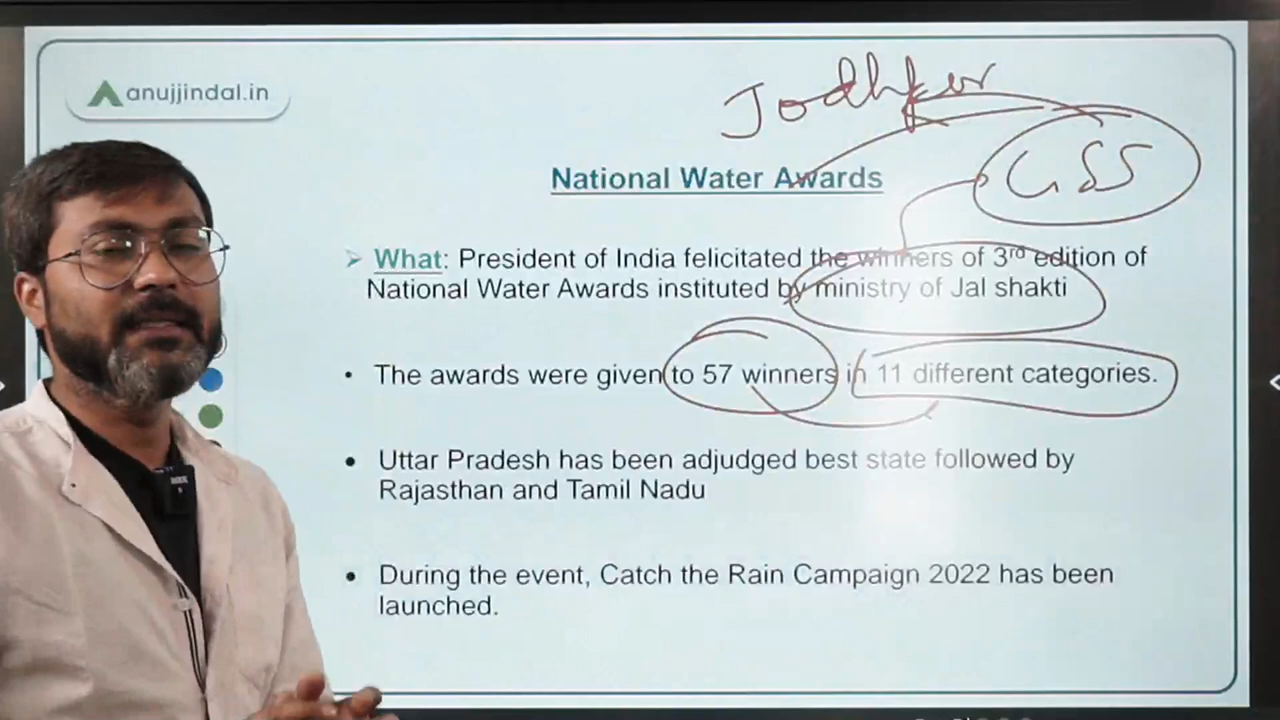 anujjindal.in
Jodhpur
GSS
National Water Awards
➢ What: President of India felicitated the winners of 3rd edition of
National Water Awards instituted by ministry of Jal shakti
• The awards were given to 57 winners in 11 different categories.
• Uttar Pradesh has been adjudged best state followed by
Rajasthan and Tamil Nadu
• During the event, Catch the Rain Campaign 2022 has been
launched.